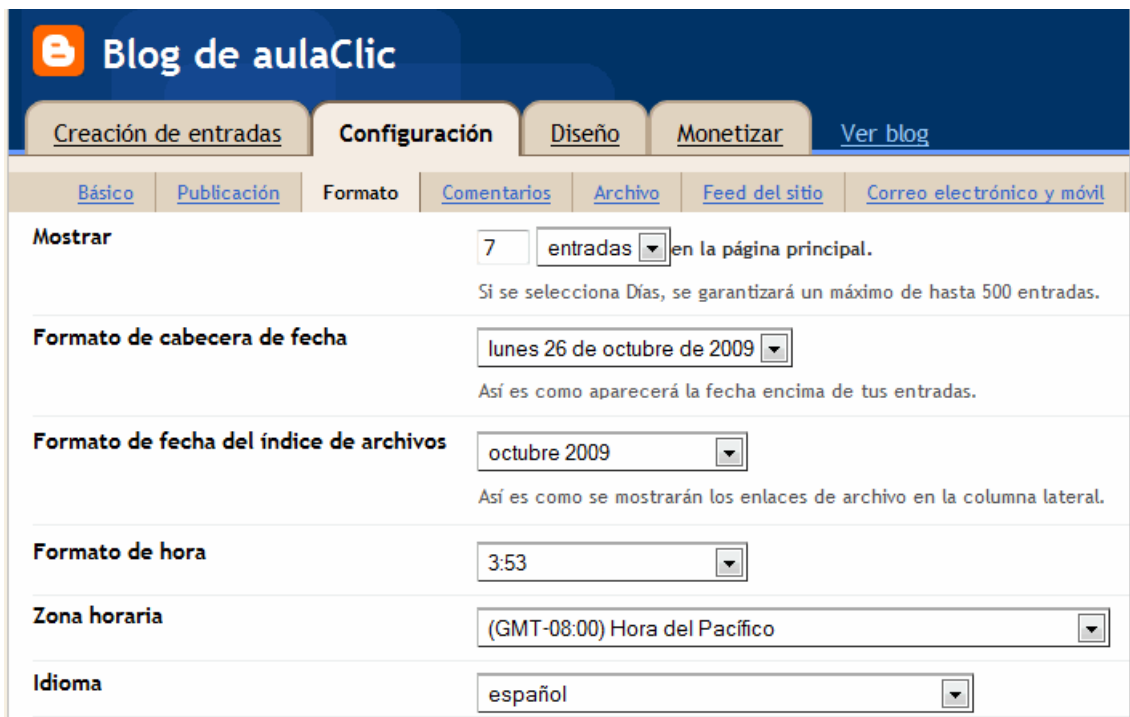 Blog de aulaClic
Creación de entradas Configuración Diseño Monetizar Ver blog
Básico Publicación Formato Comentarios Archivo Feed del sitio Correo electrónico y móvil
Mostrar 7 entradas en la página principal.
Si se selecciona Días, se garantizará un máximo de hasta 500 entradas.
Formato de cabecera de fecha lunes 26 de octubre de 2009
Así es como aparecerá la fecha encima de tus entradas.
Formato de fecha del índice de archivos octubre 2009
Así es como se mostrarán los enlaces de archivo en la columna lateral.
Formato de hora 3:53
Zona horaria (GMT-08:00) Hora del Pacífico
Idioma español